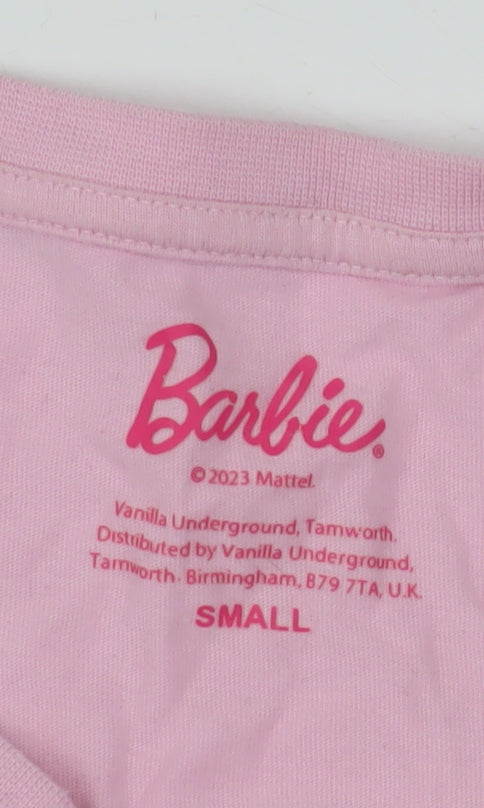 Barbie®
©2023 Mattel.
Vanilla Underground, Tamworth.
Distributed by Vanilla Underground,
Tamworth. Birmingham, B79 7TA, U.K.
SMALL